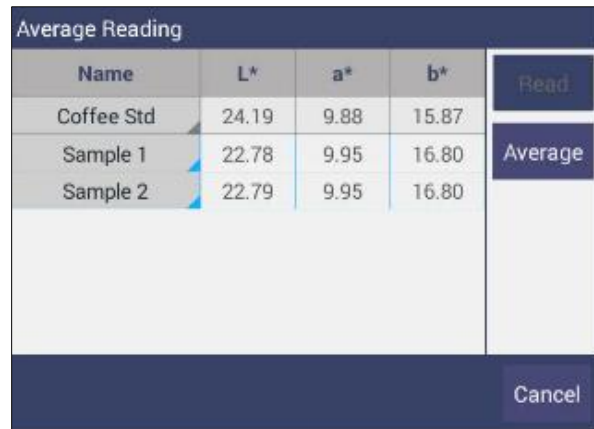 Average Reading
Name L* a* b*
Read
Coffee Std 24.19 9.88 15.87
Sample 1 22.78 9.95 16.80
Average
Sample 2 22.79 9.95 16.80
Cancel